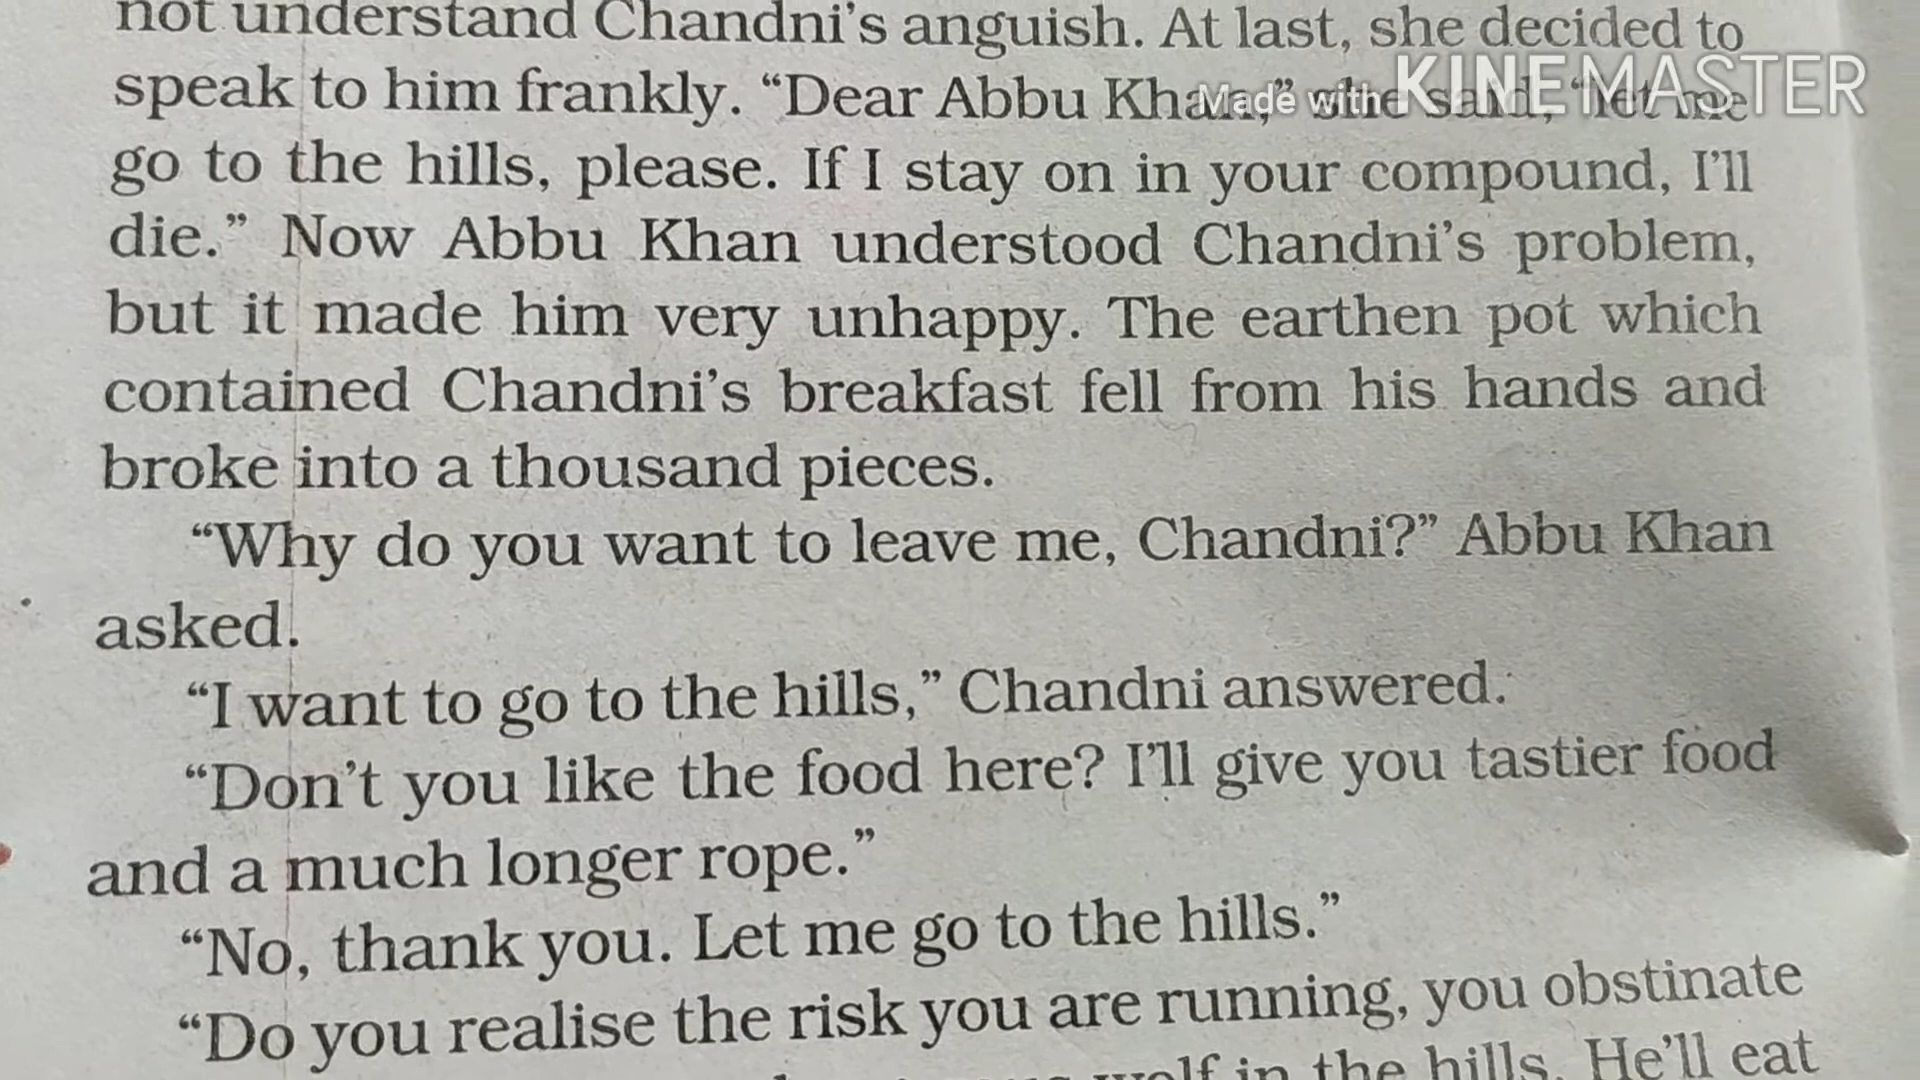 not understand Chandni's anguish. At last, she decided to
speak to him frankly. “Dear Abbu Khan,” she said, “let me
Made with KINEMASTER
go to the hills, please. If I stay on in your compound, I'll
die.” Now Abbu Khan understood Chandni's problem,
but it made him very unhappy. The earthen pot which
contained Chandni's breakfast fell from his hands and
broke into a thousand pieces.
“Why do you want to leave me, Chandni?” Abbu Khan
asked.
“I want to go to the hills,” Chandni answered.
“Don't you like the food here? I'll give you tastier food
and a much longer rope.”
“No, thank you. Let me go to the hills.”
“Do you realise the risk you are running, you obstinate
wolf in the hills. He'll eat